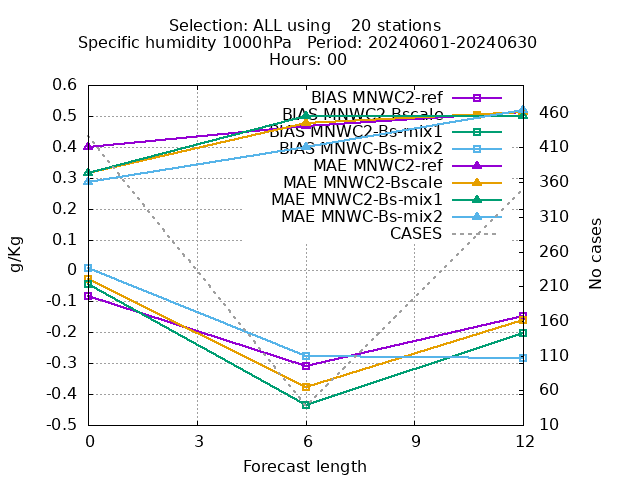 Selection: ALL using    20 stations
Specific humidity 1000hPa   Period: 20240601-20240630
Hours: 00
g/Kg
0.6
0.5
0.4
0.3
0.2
0.1
0
-0.1
-0.2
-0.3
-0.4
-0.5
BIAS MNWC2-ref
BIAS MNWC2-Bscale
BIAS MNWC2-Bs-mix1
BIAS MNWC-Bs-mix2
MAE MNWC2-ref
MAE MNWC2-Bscale
MAE MNWC2-Bs-mix1
MAE MNWC-Bs-mix2
CASES
460
410
360
310
260
210
160
110
60
10
No cases
0 3 6 9 12
Forecast length